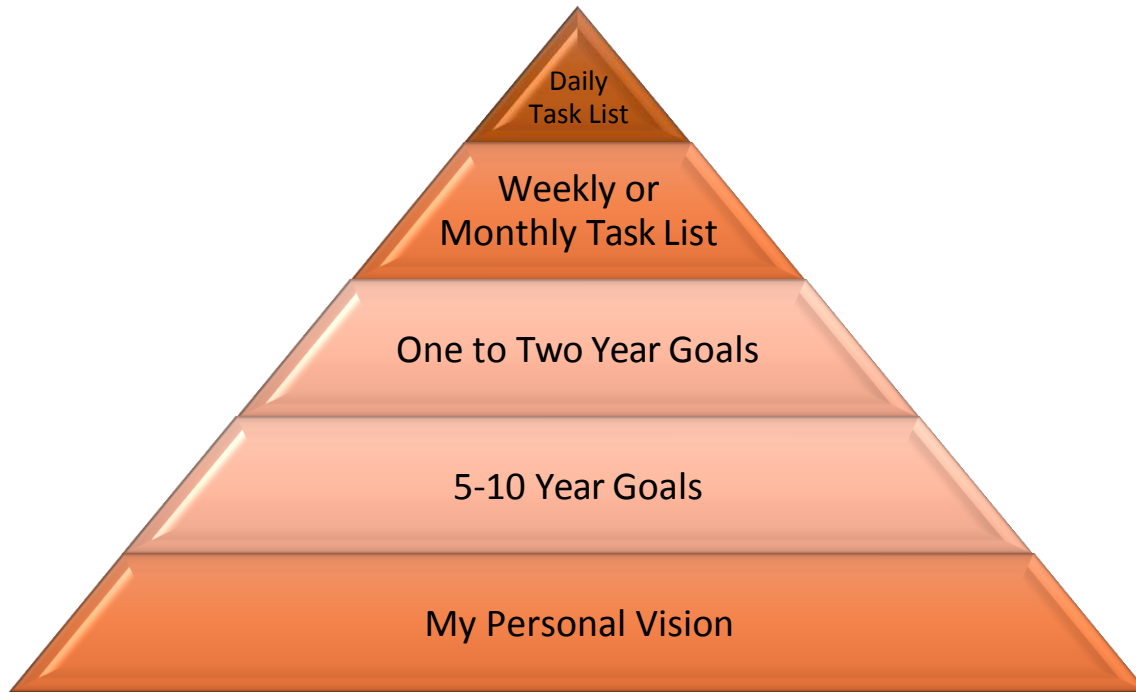 Daily
Task List
Weekly or
Monthly Task List
One to Two Year Goals
5-10 Year Goals
My Personal Vision